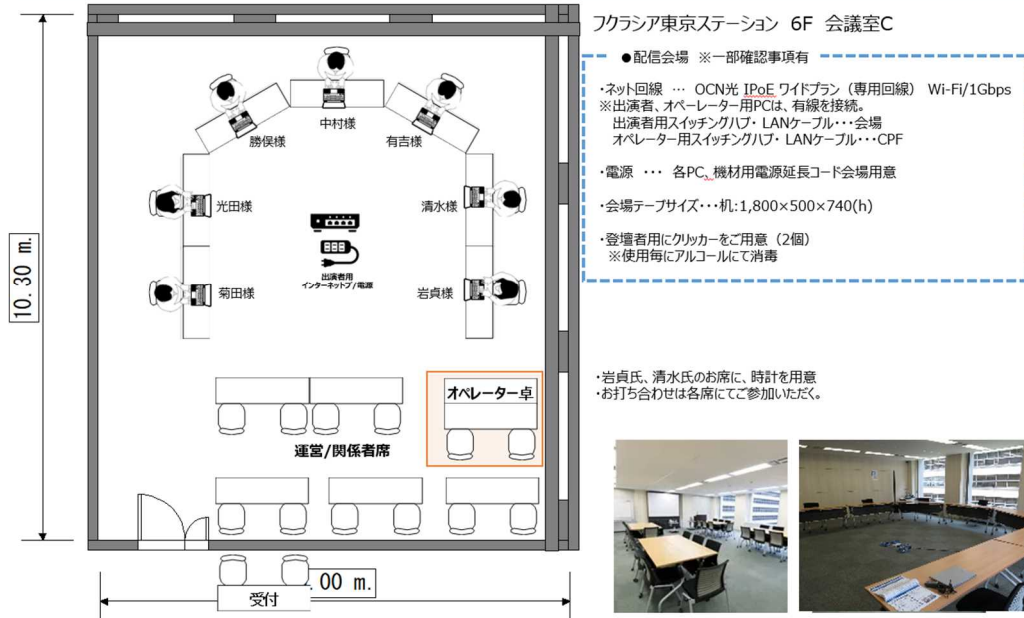 フクラシア東京ステーション 6F 会議室C
●配信会場 ※一部確認事項有
・ネット回線 … OCN光 IPoE ワイドプラン（専用回線） Wi-Fi/1Gbps
※出演者、オペレーター用PCは、有線を接続。
出演者用スイッチングハブ・LANケーブル・・・会場
オペレーター用スイッチングハブ・LANケーブル・・・CPF
・電源 ・・・ 各PC、機材用電源延長コード会場用意
・会場テーブサイズ・・・机:1,800×500×740(h)
・登壇者用にクリッカーをご用意（2個）
※使用毎にアルコールにて消毒
・岩貞氏、清水氏のお席に、時計を用意
・お打ち合わせは各席にてご参加いただく。
中村様
勝俣様
有吉様
光田様
清水様
菊田様
岩貞様
出演者用
インターネットプ/電源
10.30 m.
オペレーター卓
運営/関係者席
.00 m.
受付